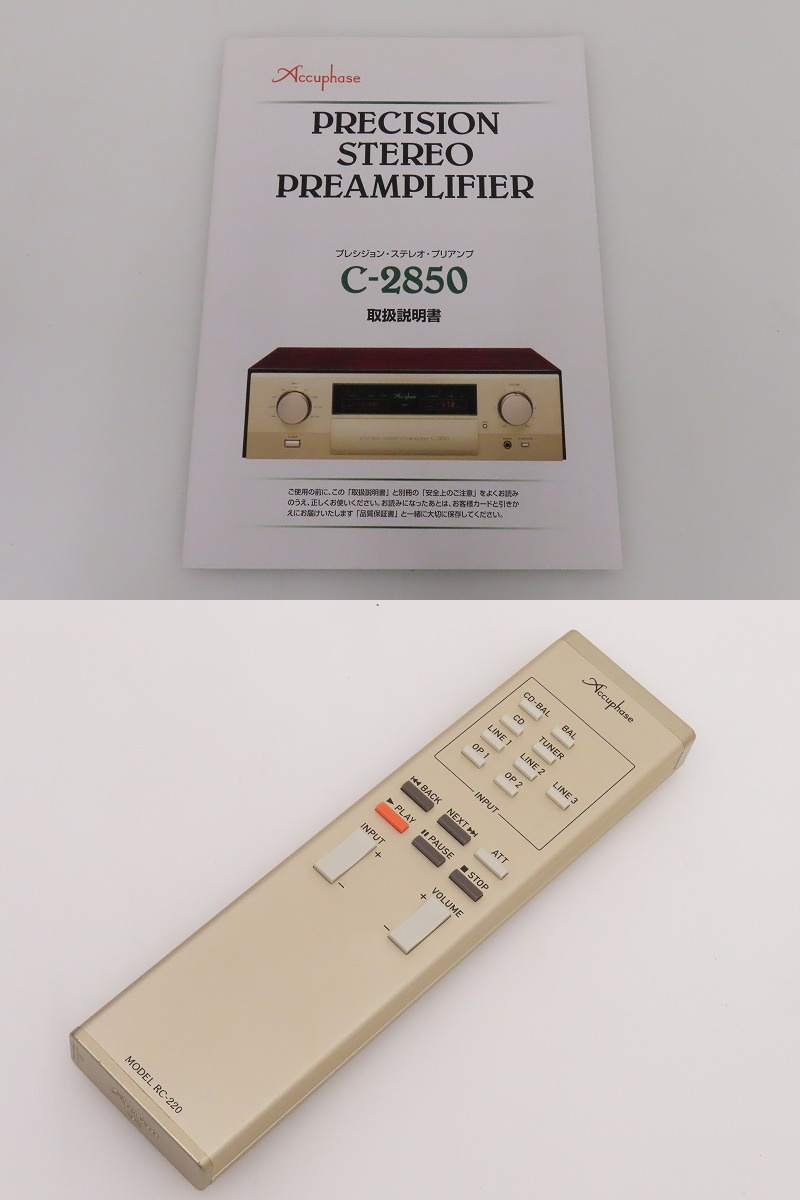 Accuphase
PRECISION
STEREO
PREAMPLIFIER
プレシジョン・ステレオ・プリアンプ
C-2850
取扱説明書
Accuphase
ご使用の前に、この「取扱説明書」と別冊の「安全上のご注意」をよくお読み
のうえ、正しくお使いください。お読みになったあとは、お客様カードと引きか
えにお届けいたします「品質保証書」と一緒に大切に保存してください。
Accuphase
CD-BAL
BAL
CD
TUNER
LINE 1
LINE 2
LINE 3
OP 1
OP 2
INPUT
⏮ BACK
NEXT ⏭
▶ PLAY
⏸ PAUSE
ATT
■ STOP
INPUT
+
−
VOLUME
+
−
MODEL RC-220